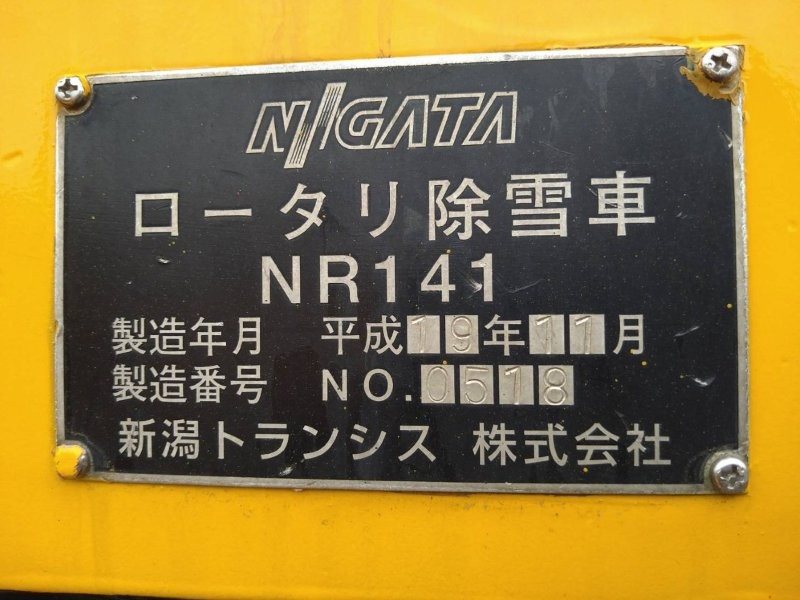 NIIGATA
ロータリ除雪車
NR141
製造年月 平成19年11月
製造番号 NO.0518
新潟トランシス 株式会社